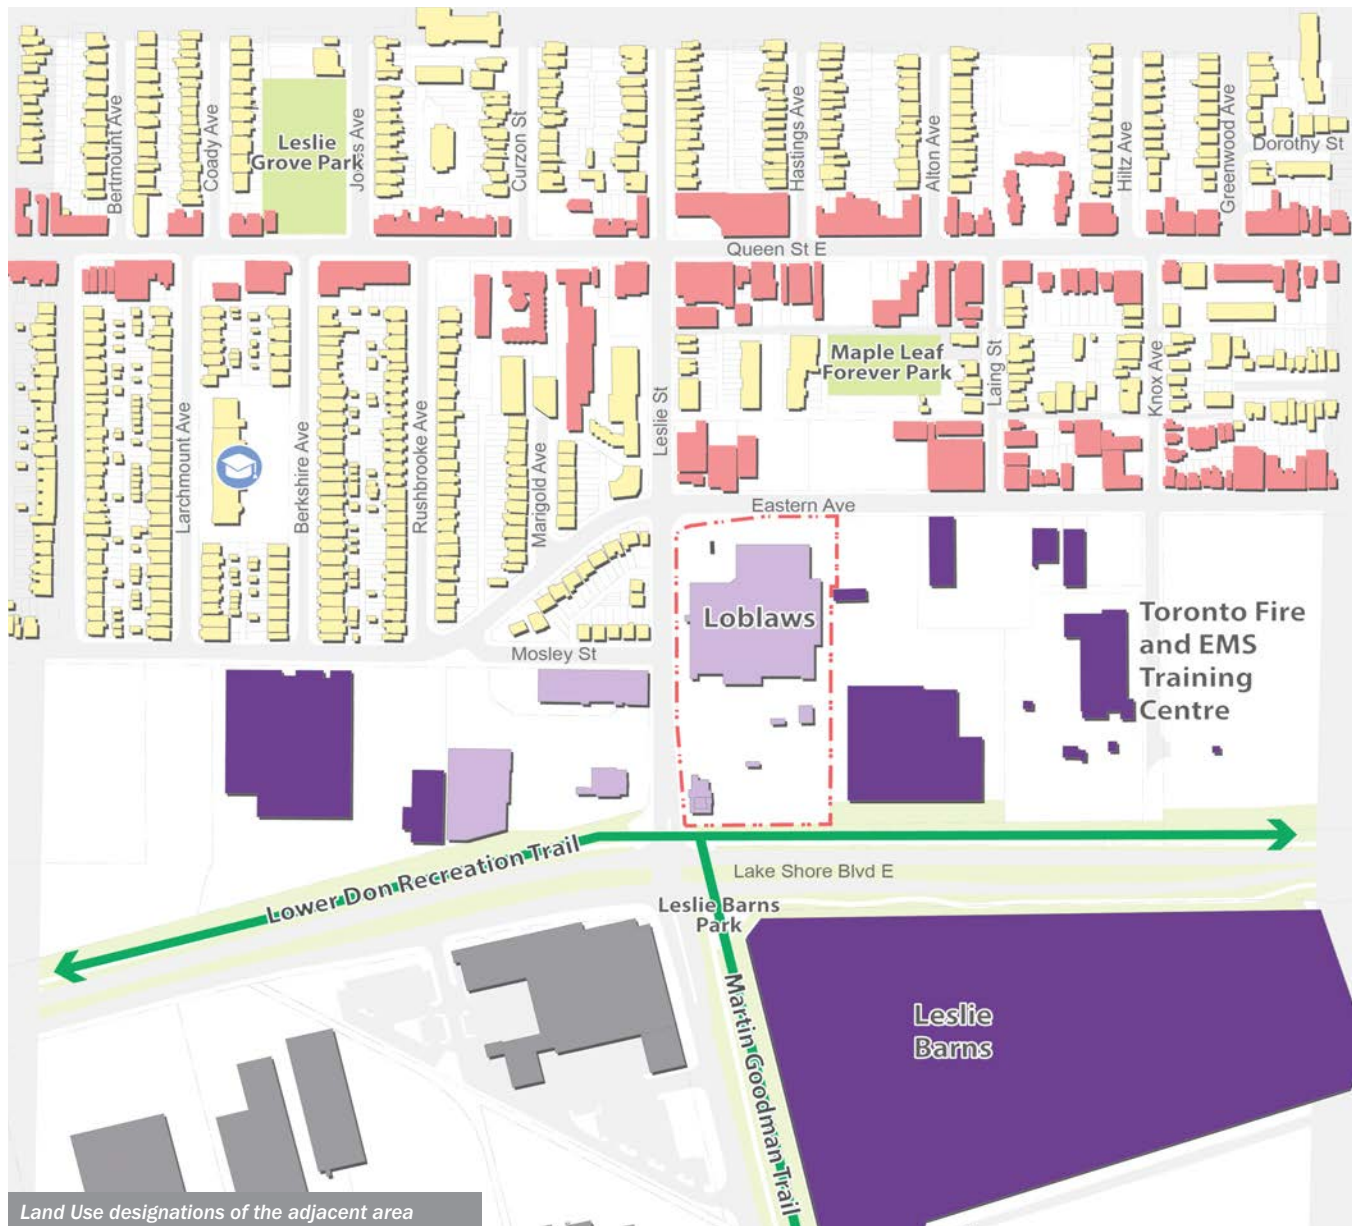 Bertmount Ave
Coady Ave
Leslie
Grove Park
Jones Ave
Curzon St
Hastings Ave
Alton Ave
Hiltz Ave
Greenwood Ave
Dorothy St
Queen St E
Larchmount Ave
Berkshire Ave
Rushbrooke Ave
Marigold Ave
Leslie St
Maple Leaf
Forever Park
Laing St
Knox Ave
Eastern Ave
Loblaws
Mosley St
Toronto Fire
and EMS
Training
Centre
Lower Don Recreation Trail
Lake Shore Blvd E
Leslie Barns
Park
Martin Goodman Trail
Leslie
Barns
Land Use designations of the adjacent area